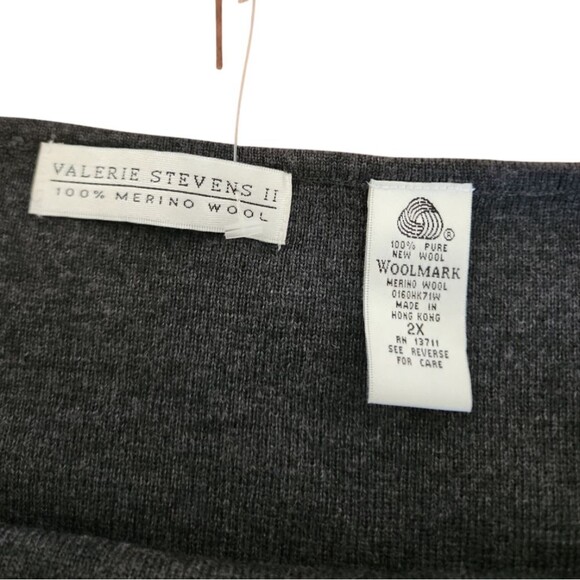 VALERIE STEVENS II
100% MERINO WOOL
®
100% PURE
NEW WOOL
WOOLMARK
MERINO WOOL
0160HK71W
MADE IN
HONG KONG
2X
RN 13711
SEE REVERSE
FOR CARE